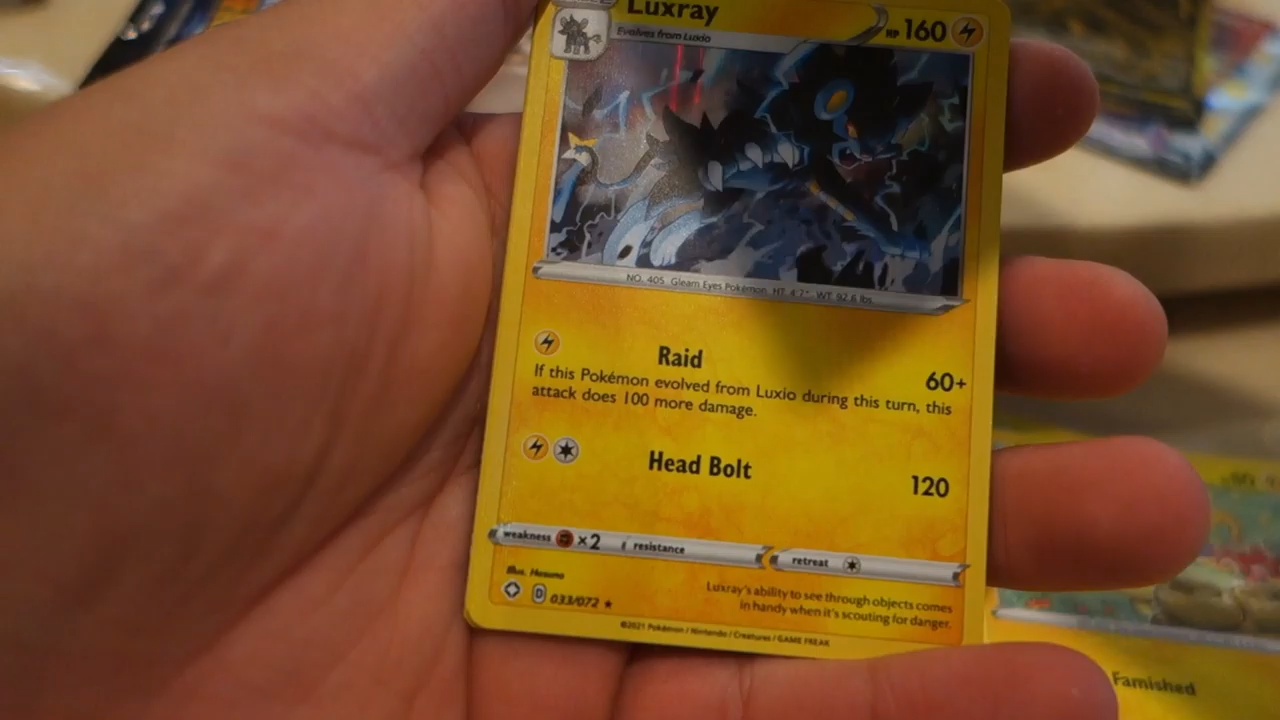 Luxray
HP 160
Evolves from Luxio
NO. 405 Gleam Eyes Pokémon HT 4'7" WT 92.6 lbs.
Raid
60+
If this Pokémon evolved from Luxio during this turn, this
attack does 100 more damage.
Head Bolt
120
weakness ×2 resistance
retreat
Illus. Hasuno
D 033/072
Luxray's ability to see through objects comes
in handy when it's scouting for danger.
©2021 Pokémon / Nintendo / Creatures / GAME FREAK
Famished